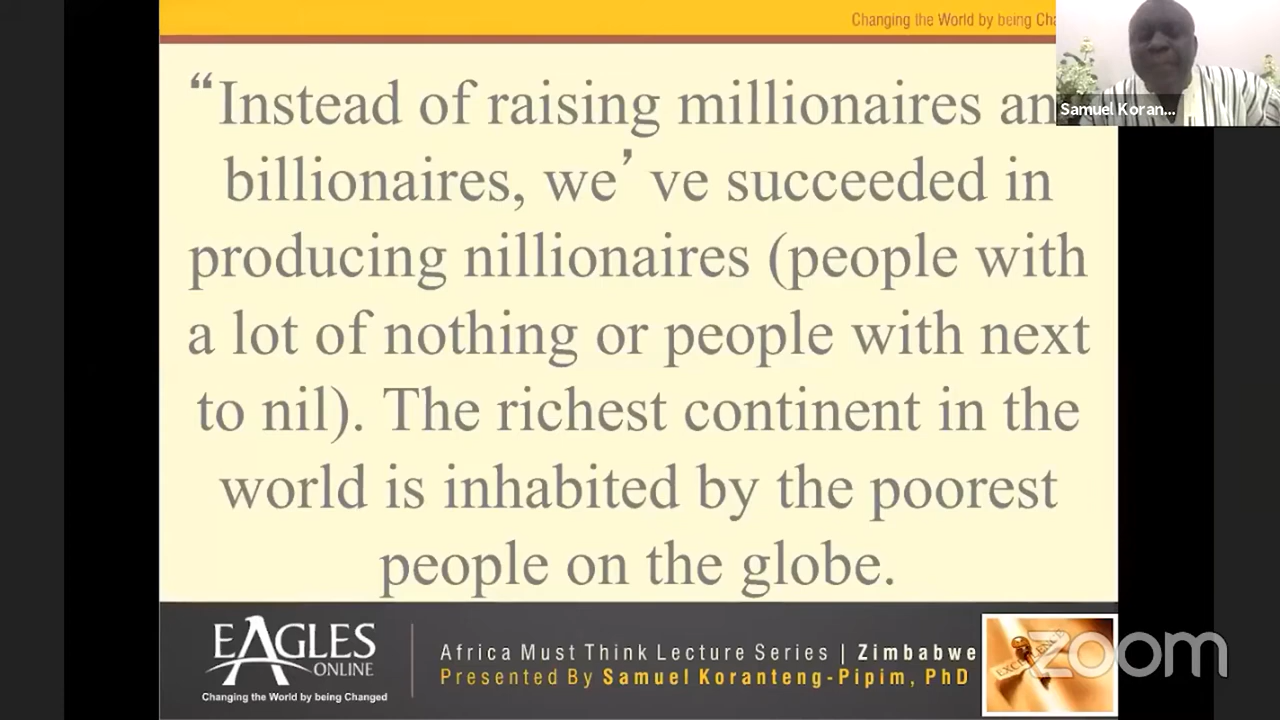 Changing the World by being Cha
Samuel Koran...
“Instead of raising millionaires an
billionaires, we’ve succeeded in
producing nillionaires (people with
a lot of nothing or people with next
to nil). The richest continent in the
world is inhabited by the poorest
people on the globe.
EAGLES
ONLINE
Changing the World by being Changed
Africa Must Think Lecture Series | Zimbabwe
Presented By Samuel Koranteng-Pipim, PhD
EXCELLENCE
zoom